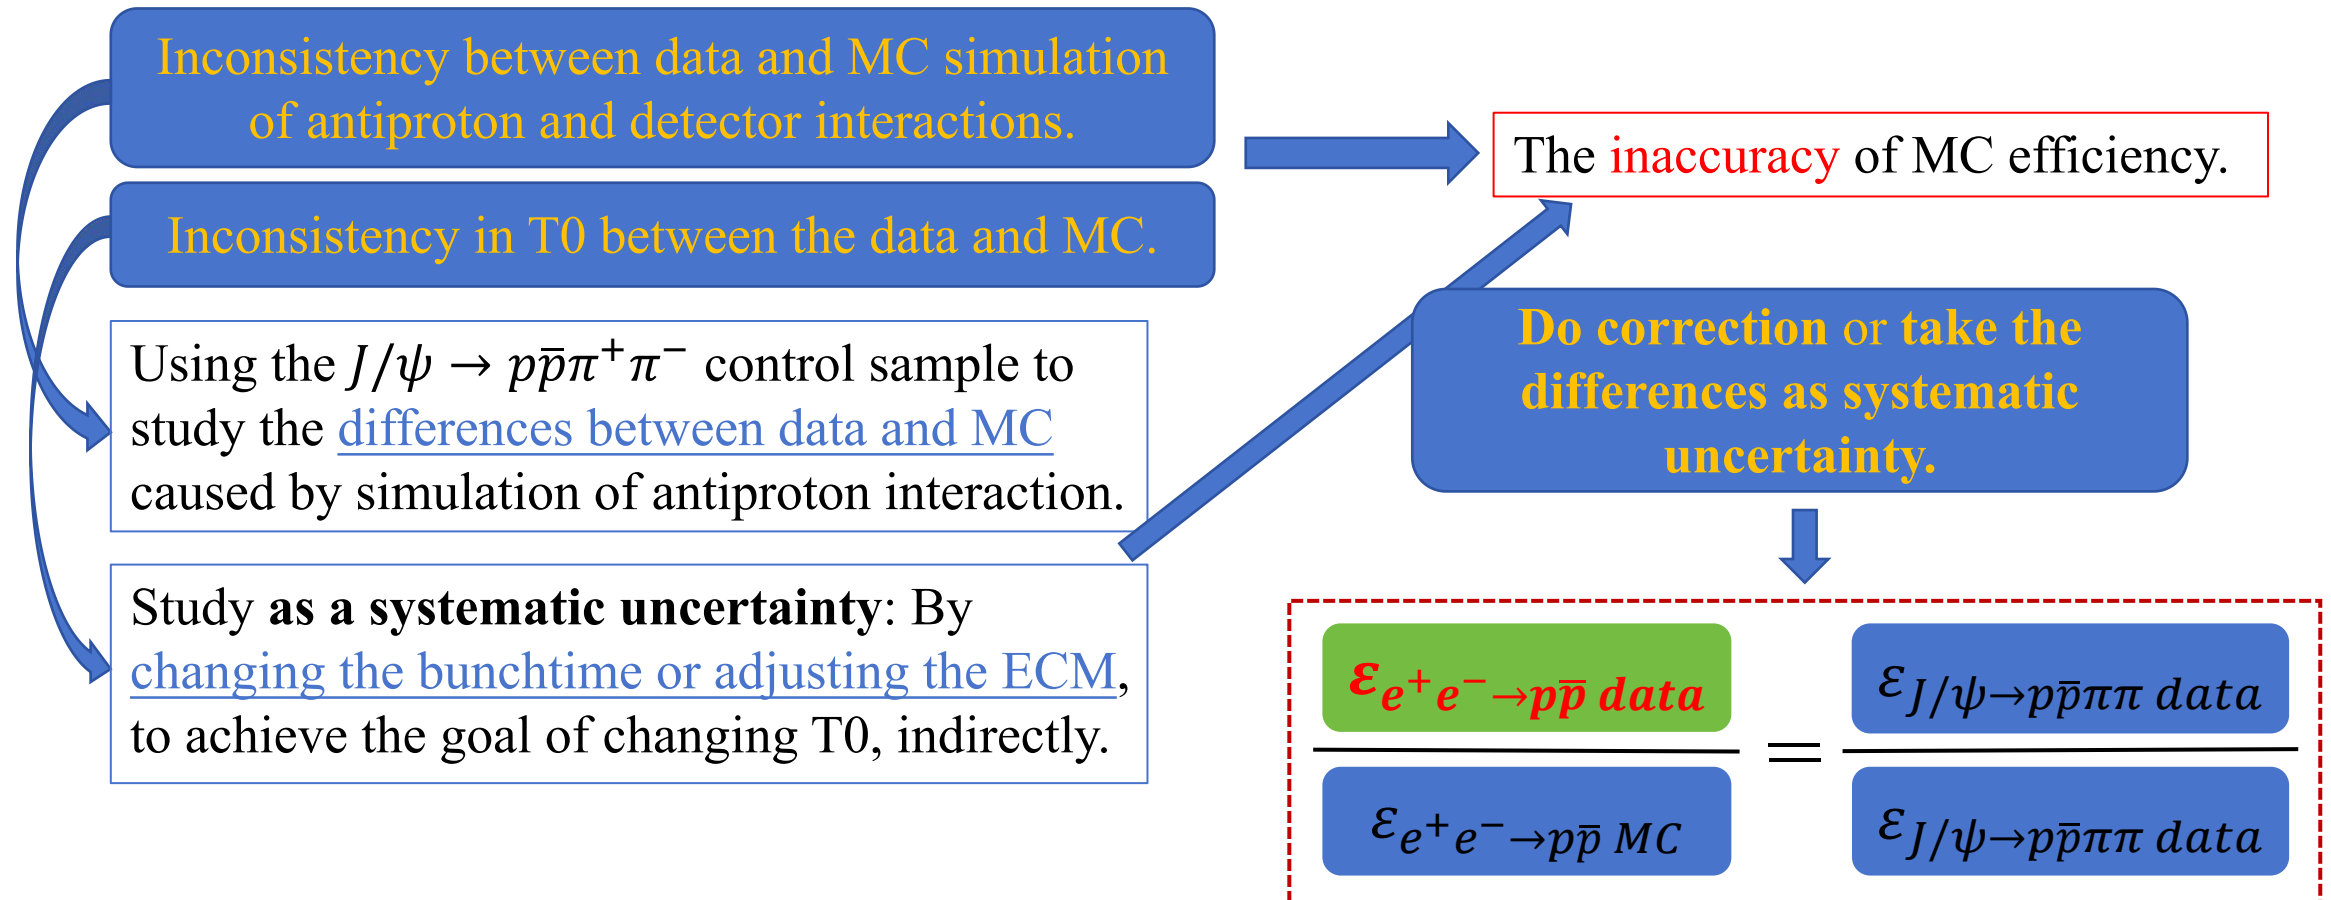 Inconsistency between data and MC simulation
of antiproton and detector interactions.
Inconsistency in T0 between the data and MC.
Using the J/ψ → pp̅π⁺π⁻ control sample to
study the differences between data and MC
caused by simulation of antiproton interaction.
Study as a systematic uncertainty: By
changing the bunchtime or adjusting the ECM,
to achieve the goal of changing T0, indirectly.
The inaccuracy of MC efficiency.
Do correction or take the
differences as systematic
uncertainty.
ε e⁺e⁻→pp̅ data
ε e⁺e⁻→pp̅ MC
=
ε J/ψ→pp̅ππ data
ε J/ψ→pp̅ππ data